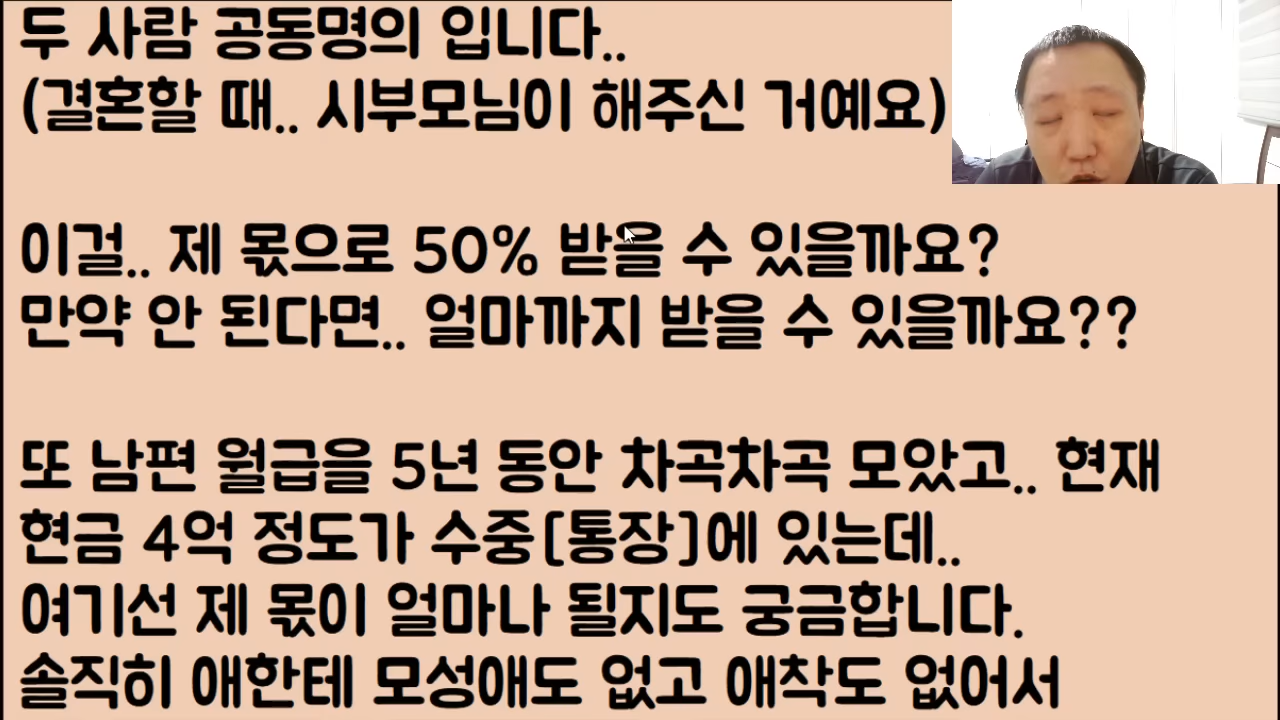 두 사람 공동명의 입니다..
(결혼할 때.. 시부모님이 해주신 거예요)
이걸.. 제 몫으로 50% 받을 수 있을까요?
만약 안 된다면.. 얼마까지 받을 수 있을까요??
또 남편 월급을 5년 동안 차곡차곡 모았고.. 현재
현금 4억 정도가 수중[통장]에 있는데..
여기선 제 몫이 얼마나 될지도 궁금합니다.
솔직히 애한테 모성애도 없고 애착도 없어서